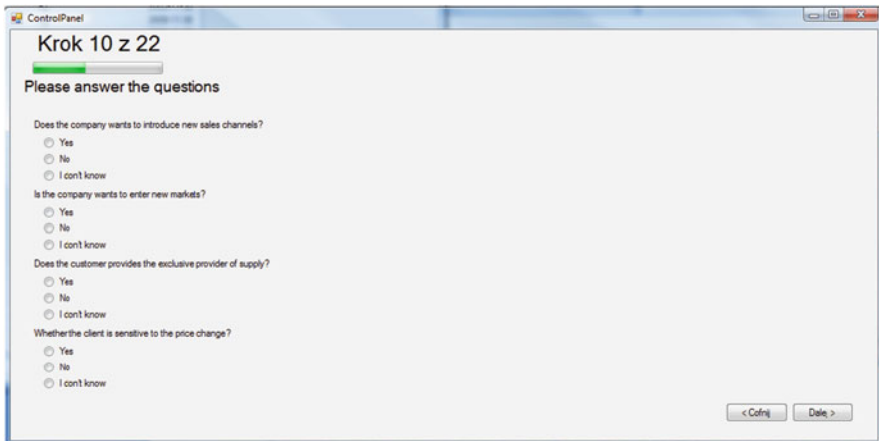 ControlPanel
Krok 10 z 22
Please answer the questions
Does the company wants to introduce new sales channels?
Yes
No
I con't know
Is the company wants to enter new markets?
Yes
No
I con't know
Does the customer provides the exclusive provider of supply?
Yes
No
I con't know
Whether the client is sensitive to the price change?
Yes
No
I con't know
< Cofnij
Dalej >